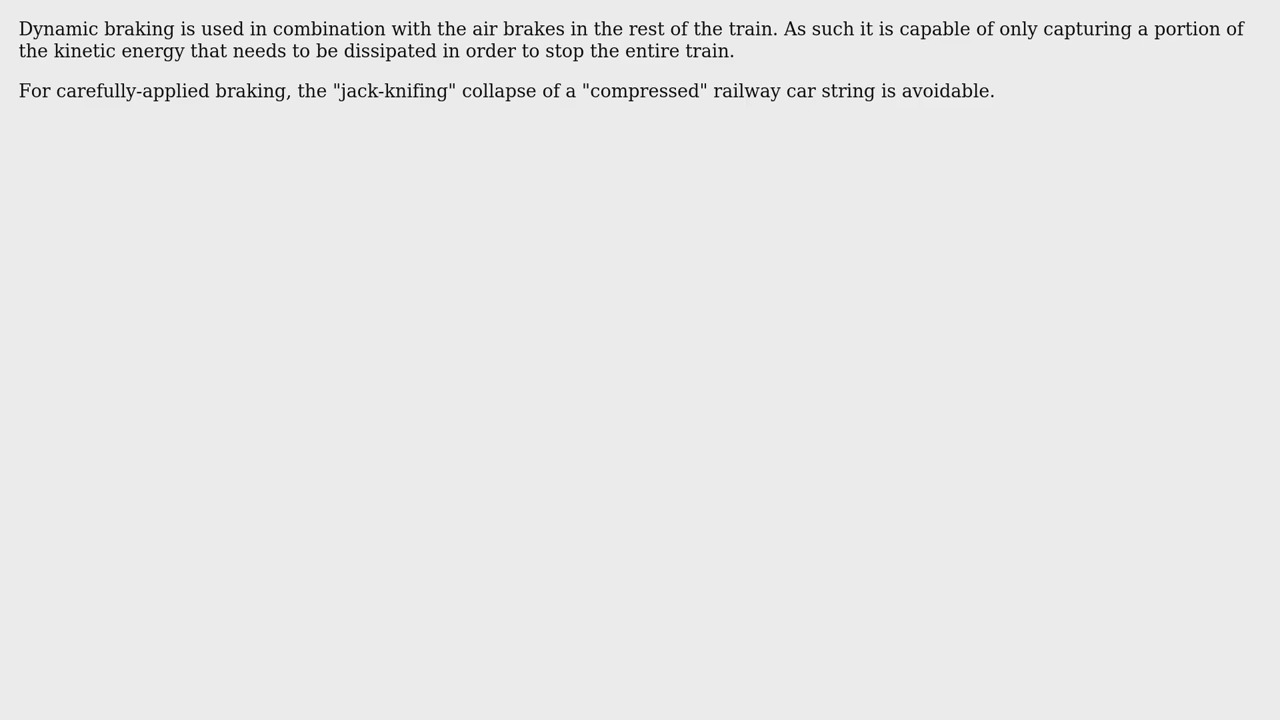 Dynamic braking is used in combination with the air brakes in the rest of the train. As such it is capable of only capturing a portion of
the kinetic energy that needs to be dissipated in order to stop the entire train.
For carefully-applied braking, the "jack-knifing" collapse of a "compressed" railway car string is avoidable.